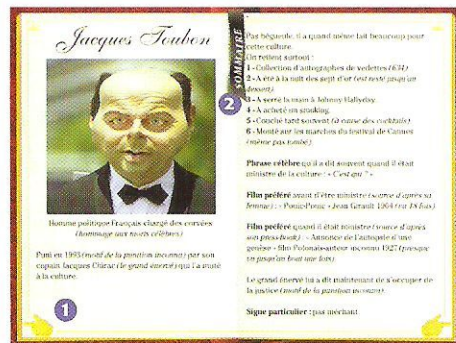 Jacques Toubon
Homme politique Français chargé des corvées
(hommage aux morts célèbres)
Puni en 1993 (motif de la punition inconnu) par son
copain Jacques Chirac (le grand énervé) qui l'a muté
à la culture.
1
SOMMAIRE
2
Pas bégueule, il a quand même fait beaucoup pour
cette culture.
On retient surtout :
1 - Collection d'autographes de vedettes (634)
2 - A été à la nuit des sept d'or (est resté jusqu'au
dessert)
3 - A serré la main à Johnny Hallyday
4 - A acheté un smoking
5 - Couché tard souvent (à cause des cocktails)
6 - Monté sur les marches du festival de Cannes
(même pas tombé)
Phrase célèbre qu'il a dit souvent quand il était
ministre de la culture : « C'est qui ? »
Film préféré avant d'être ministre (source d'après sa
femme) : « Pouic-Pouic » Jean Girault 1964 (vu 18 fois)
Film préféré quand il était ministre (source d'après
son press-book) : « Annonce de l'autopsie d'une
genèse » film Polonais-auteur inconnu 1927 (presque
vu jusqu'au bout une fois)
Le grand énervé lui a dit maintenant de s'occuper de
la justice (motif de la punition inconnu).
Signe particulier : pas méchant